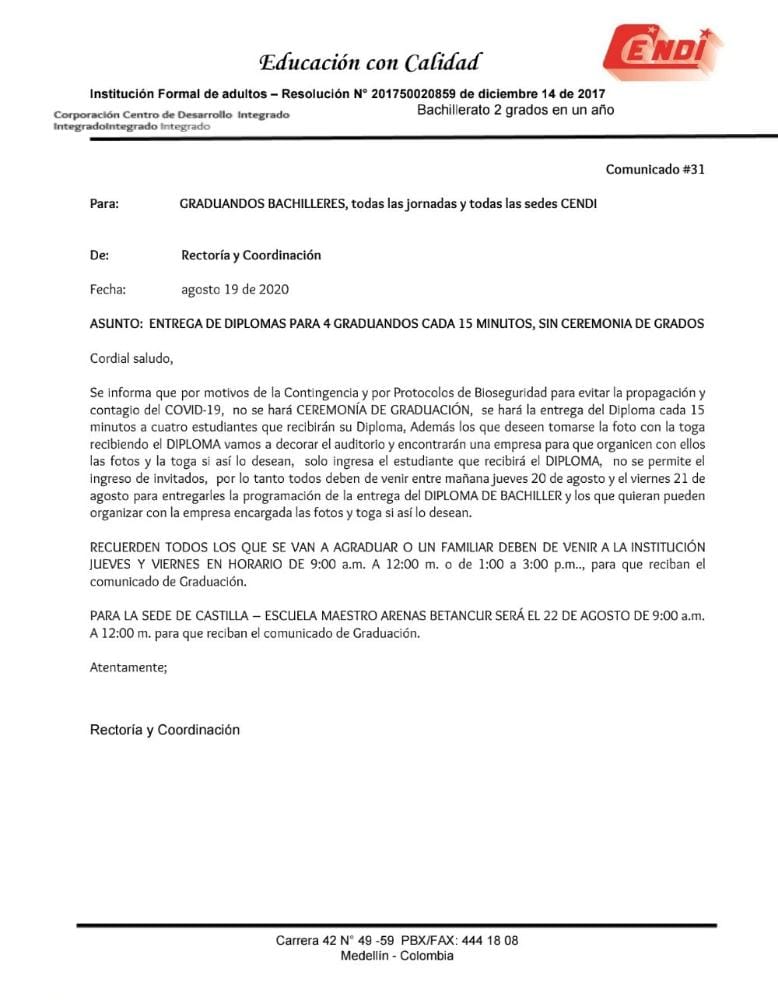 Educación con Calidad
CENDi
Institución Formal de adultos – Resolución N° 201750020859 de diciembre 14 de 2017
Bachillerato 2 grados en un año
Corporación Centro de Desarrollo Integrado
IntegradoIntegrado Integrado
Comunicado #31
Para: GRADUANDOS BACHILLERES, todas las jornadas y todas las sedes CENDI
De: Rectoría y Coordinación
Fecha: agosto 19 de 2020
ASUNTO: ENTREGA DE DIPLOMAS PARA 4 GRADUANDOS CADA 15 MINUTOS, SIN CEREMONIA DE GRADOS
Cordial saludo,
Se informa que por motivos de la Contingencia y por Protocolos de Bioseguridad para evitar la propagación y
contagio del COVID-19, no se hará CEREMONÍA DE GRADUACIÓN, se hará la entrega del Diploma cada 15
minutos a cuatro estudiantes que recibirán su Diploma, Además los que deseen tomarse la foto con la toga
recibiendo el DIPLOMA vamos a decorar el auditorio y encontrarán una empresa para que organicen con ellos
las fotos y la toga si así lo desean, solo ingresa el estudiante que recibirá el DIPLOMA, no se permite el
ingreso de invitados, por lo tanto todos deben de venir entre mañana jueves 20 de agosto y el viernes 21 de
agosto para entregarles la programación de la entrega del DIPLOMA DE BACHILLER y los que quieran pueden
organizar con la empresa encargada las fotos y toga si así lo desean.
RECUERDEN TODOS LOS QUE SE VAN A AGRADUAR O UN FAMILIAR DEBEN DE VENIR A LA INSTITUCIÓN
JUEVES Y VIERNES EN HORARIO DE 9:00 a.m. A 12:00 m. o de 1:00 a 3:00 p.m.., para que reciban el
comunicado de Graduación.
PARA LA SEDE DE CASTILLA – ESCUELA MAESTRO ARENAS BETANCUR SERÁ EL 22 DE AGOSTO DE 9:00 a.m.
A 12:00 m. para que reciban el comunicado de Graduación.
Atentamente;
Rectoría y Coordinación
Carrera 42 N° 49 -59 PBX/FAX: 444 18 08
Medellín - Colombia